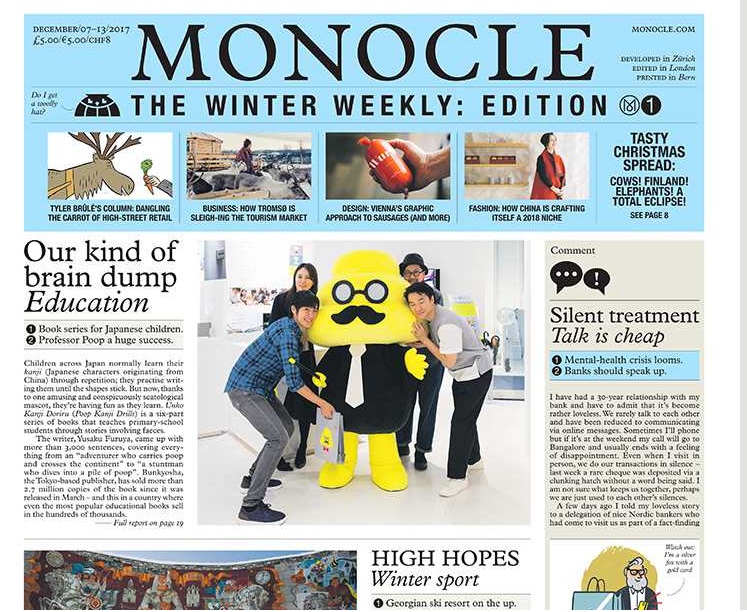 DECEMBER/07–13/2017
£5.00/€5.00/CHF8
MONOCLE
MONOCLE.COM
DEVELOPED in Zürich
EDITED in London
PRINTED in Bern
Do I get
a woolly
hat?
THE WINTER WEEKLY: EDITION
1
TYLER BRÛLÉ'S COLUMN: DANGLING
THE CARROT OF HIGH-STREET RETAIL
BUSINESS: HOW TROMSØ IS
SLEIGH-ING THE TOURISM MARKET
DESIGN: VIENNA'S GRAPHIC
APPROACH TO SAUSAGES (AND MORE)
FASHION: HOW CHINA IS CRAFTING
ITSELF A 2018 NICHE
TASTY
CHRISTMAS
SPREAD:
COWS! FINLAND!
ELEPHANTS! A
TOTAL ECLIPSE!
SEE PAGE 8
Our kind of
brain dump
Education
1 Book series for Japanese children.
2 Professor Poop a huge success.
Children across Japan normally learn their
kanji (Japanese characters originating from
China) through repetition; they practise writ-
ing them until the shapes stick. But now, thanks
to one amusing and conspicuously scatological
mascot, they're having fun as they learn. Unko
Kanji Doriru (Poop Kanji Drills) is a six-part
series of books that teaches primary-school
students through stories involving faeces.
The writer, Yusaku Furuya, came up with
more than 3,000 sentences, covering every-
thing from an "adventurer who carries poop
and crosses the continent" to "a stuntman
who dives into a pile of poop". Bunkyosha,
the Tokyo-based publisher, has sold more than
2.7 million copies of the book since it was
released in March – and this in a country where
even the most popular educational books sell
in the hundreds of thousands.
—— Full report on page 19
Comment
Silent treatment
Talk is cheap
1 Mental-health crisis looms.
2 Banks should speak up.
I have had a 30-year relationship with my
bank and have to admit that it's become
rather loveless. We rarely talk to each other
and have been reduced to communicating
via online messages. Sometimes I'll phone
but if it's at the weekend my call will go to
Bangalore and usually ends with a feeling
of disappointment. Even when I visit in
person, we do our transactions in silence –
last week a rare cheque was deposited via a
clunking hatch without a word being said. I
am not sure what keeps us together, perhaps
we are just used to each other's silences.
A few days ago I told my loveless story
to a delegation of nice Nordic bankers who
had come to visit us as part of a fact-finding
HIGH HOPES
Winter sport
1 Georgian ski resort on the up.
Watch out:
I'm a silver
fox with a
gold card